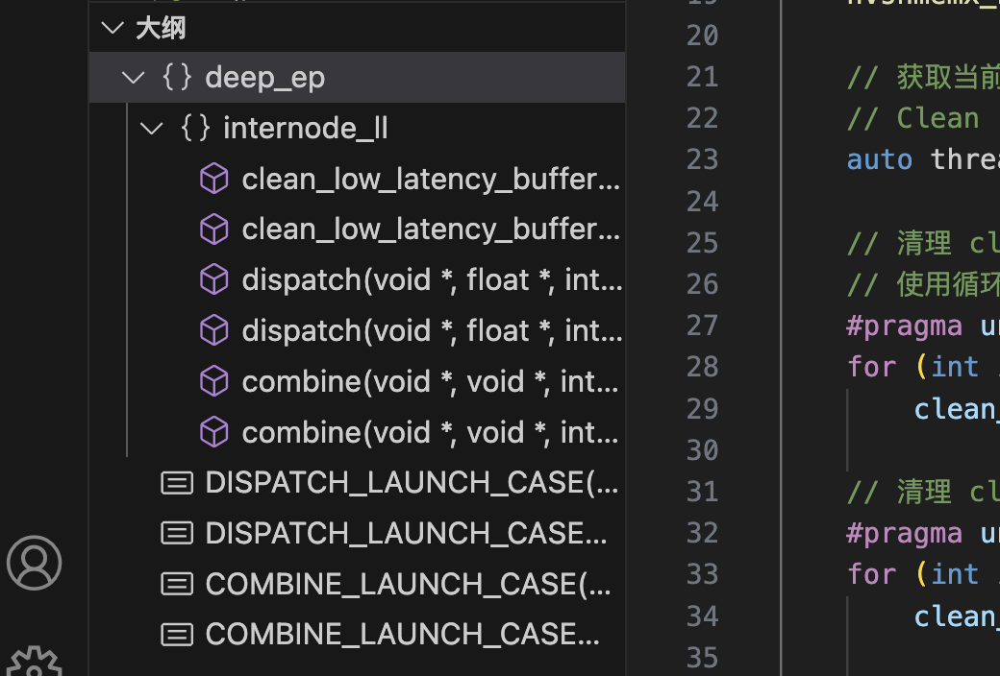 大纲
{} deep_ep
{} internode_ll
clean_low_latency_buffer...
clean_low_latency_buffer...
dispatch(void *, float *, int...
dispatch(void *, float *, int...
combine(void *, void *, int...
combine(void *, void *, int...
DISPATCH_LAUNCH_CASE(...
DISPATCH_LAUNCH_CASE...
COMBINE_LAUNCH_CASE(...
COMBINE_LAUNCH_CASE...
20
21 // 获取当前
22 // Clean
23 auto threa
24
25 // 清理 cl
26 // 使用循环
27 #pragma un
28 for (int i
29 clean_
30
31 // 清理 cl
32 #pragma un
33 for (int i
34 clean_
35